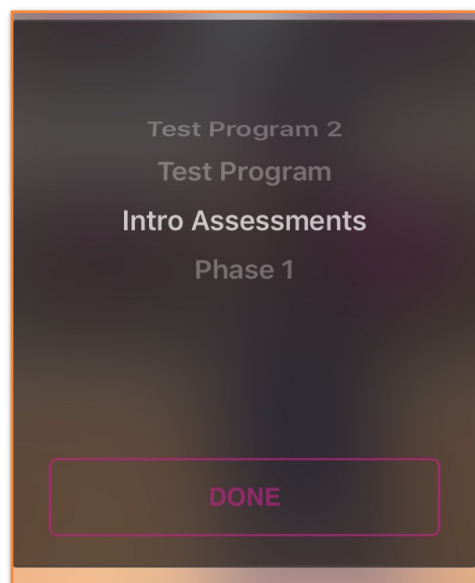 Test Program 2
Test Program
Intro Assessments
Phase 1
DONE